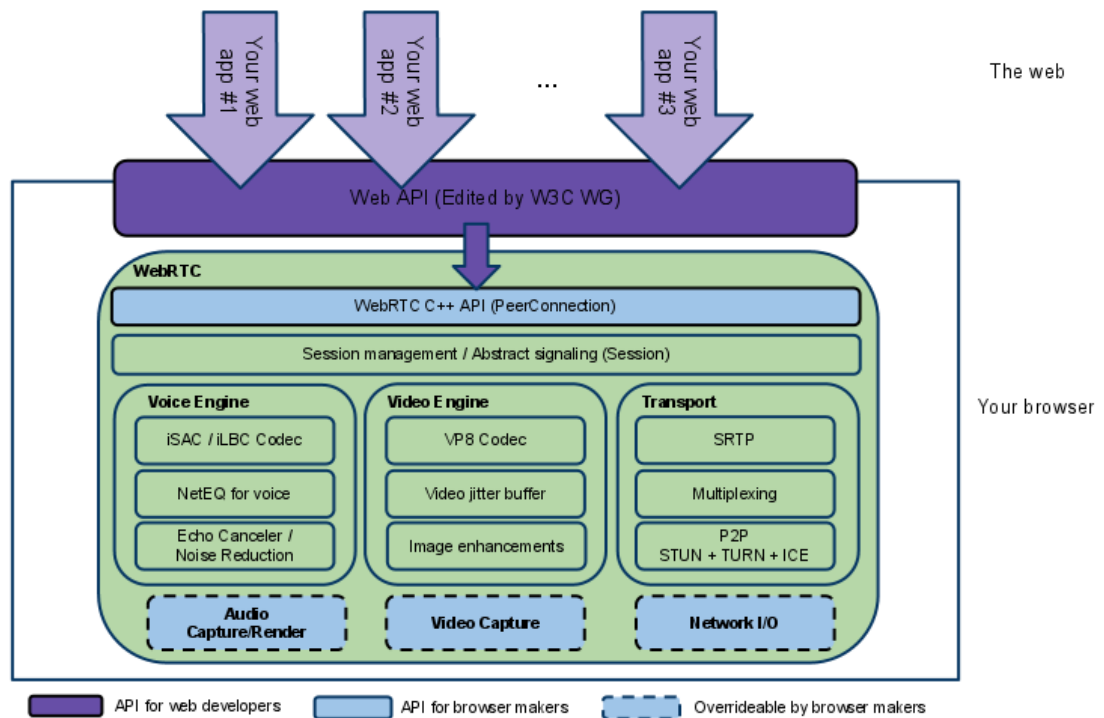 Your web
app #1
Your web
app #2
...
Your web
app #3
The web
Web API (Edited by W3C WG)
WebRTC
WebRTC C++ API (PeerConnection)
Session management / Abstract signaling (Session)
Your browser
Voice Engine
iSAC / iLBC Codec
NetEQ for voice
Echo Canceler /
Noise Reduction
Video Engine
VP8 Codec
Video jitter buffer
Image enhancements
Transport
SRTP
Multiplexing
P2P
STUN + TURN + ICE
Audio
Capture/Render
Video Capture
Network I/O
API for web developers
API for browser makers
Overrideable by browser makers